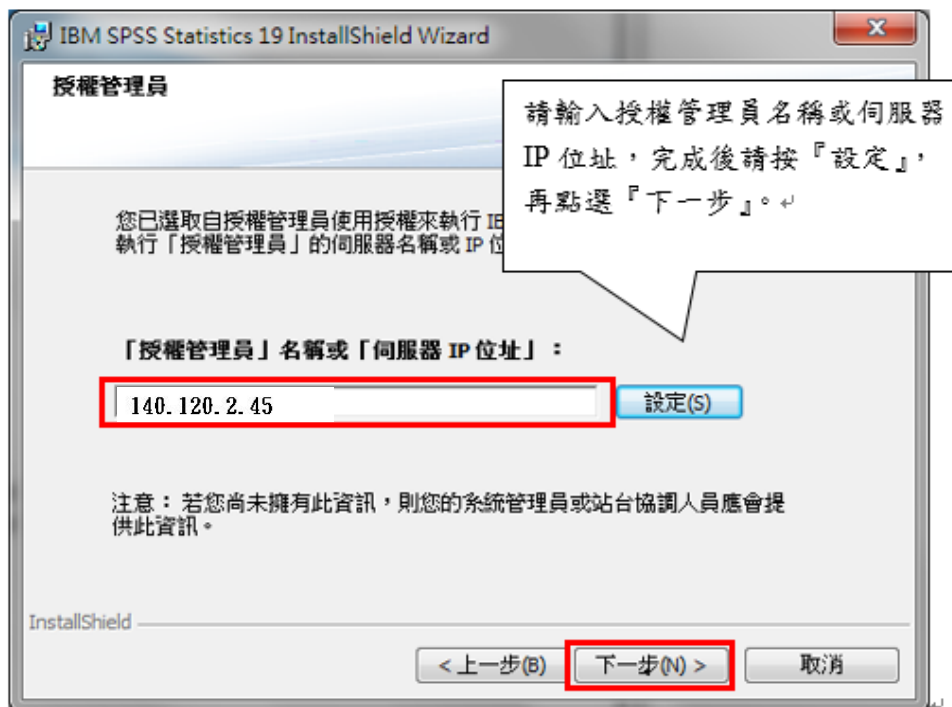 IBM SPSS Statistics 19 InstallShield Wizard
授權管理員
請輸入授權管理員名稱或伺服器
IP 位址，完成後請按『設定』，
再點選『下一步』。
您已選取自授權管理員使用授權來執行
執行「授權管理員」的伺服器名稱或 IP
「授權管理員」名稱或「伺服器 IP 位址」：
140.120.2.45
設定(S)
注意： 若您尚未擁有此資訊，則您的系統管理員或站台協調人員應會提
供此資訊。
InstallShield
< 上一步(B)
下一步(N) >
取消